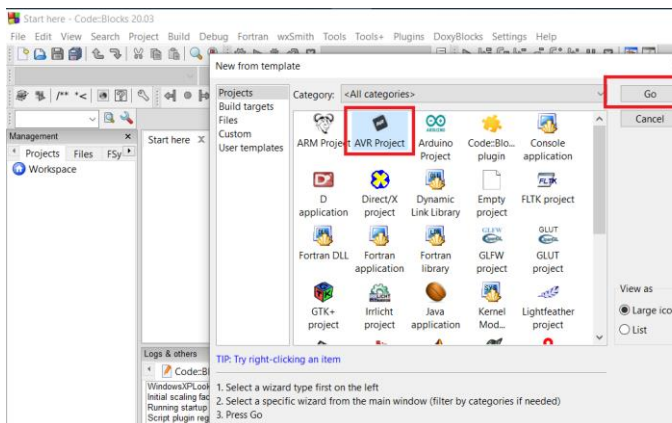 Start here - Code::Blocks 20.03
File Edit View Search Project Build Debug Fortran wxSmith Tools Tools+ Plugins DoxyBlocks Settings Help
New from template
Projects
Build targets
Files
Custom
User templates
Category: <All categories>
Go
Cancel
ARM Project AVR Project Arduino Project Code::Blo... plugin Console application
D application Direct/X project Dynamic Link Library Empty project FLTK project
Fortran DLL Fortran application Fortran library GLFW project GLUT project
GTK+ project Irrlicht project Java application Kernel Mod... Lightfeather project
View as
Large ico
List
TIP: Try right-clicking an item
1. Select a wizard type first on the left
2. Select a specific wizard from the main window (filter by categories if needed)
3. Press Go
Management X
Projects Files FSy
Workspace
Start here X
Logs & others
Code::Bl
WindowsXPLook
Initial scaling fac
Running startup
Script plugin reg